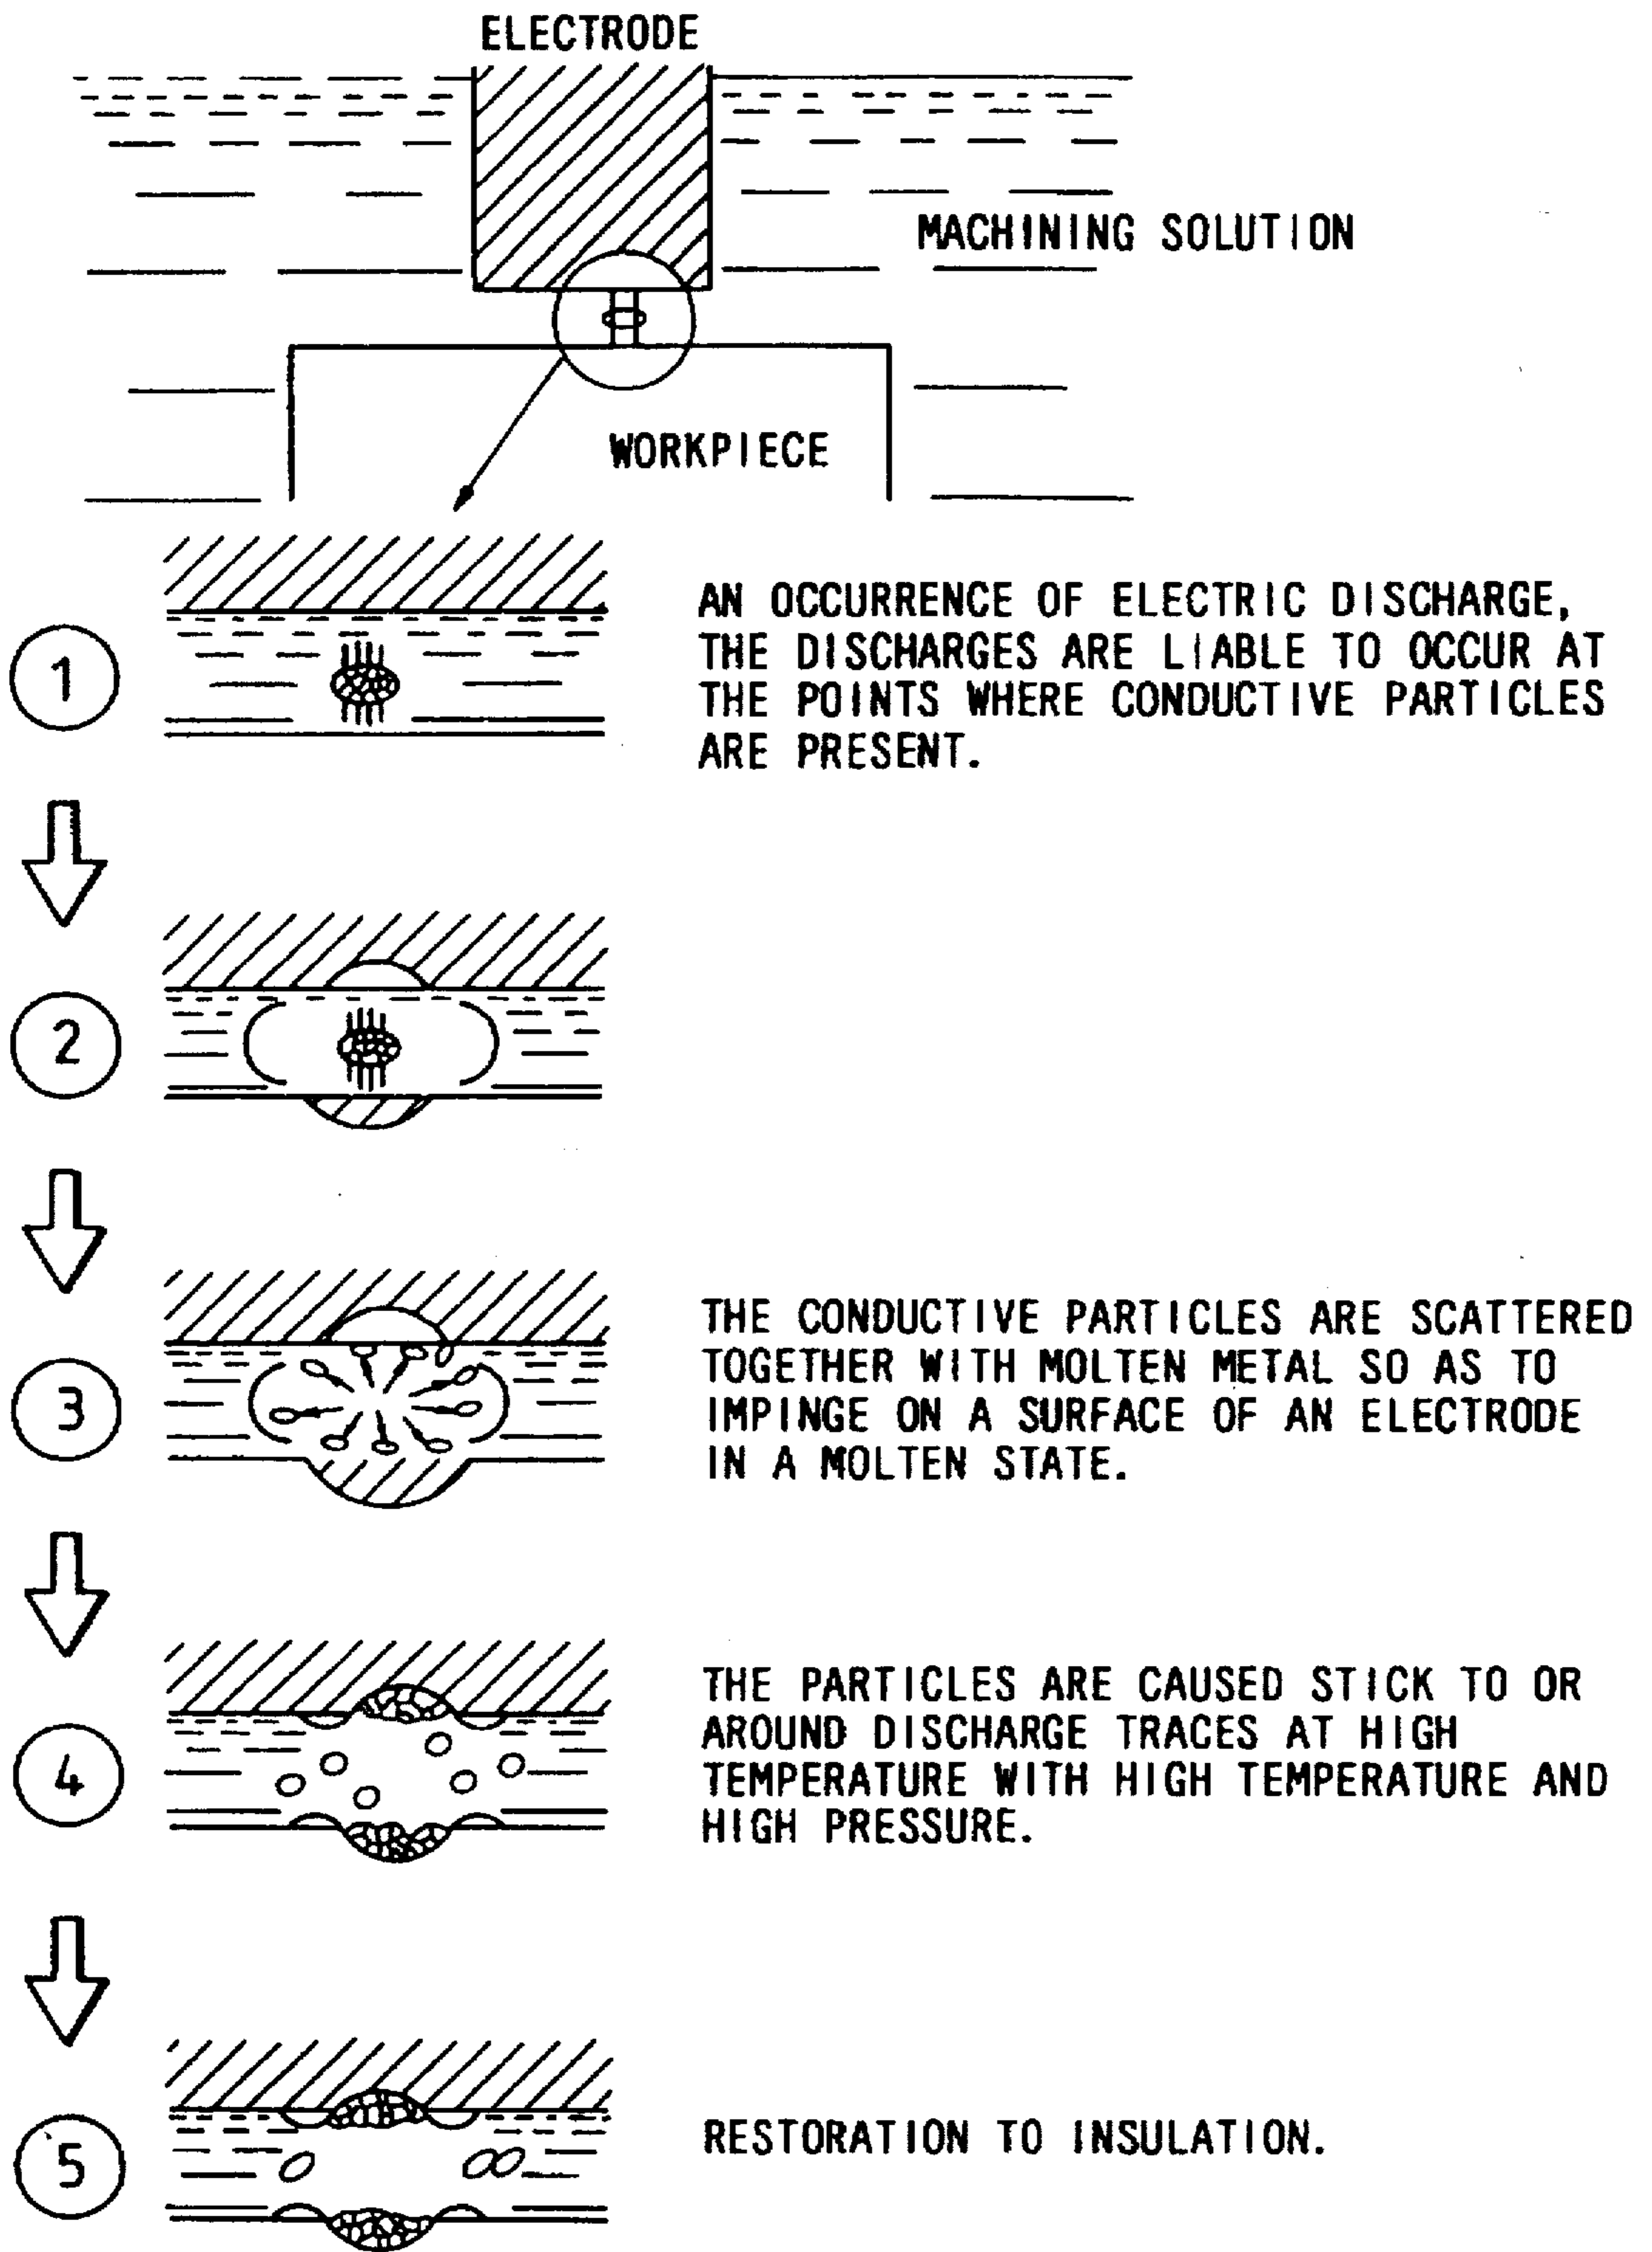 ELECTRODE
MACHINING SOLUTION
WORKPIECE
1
AN OCCURRENCE OF ELECTRIC DISCHARGE,
THE DISCHARGES ARE LIABLE TO OCCUR AT
THE POINTS WHERE CONDUCTIVE PARTICLES
ARE PRESENT.
2
3
THE CONDUCTIVE PARTICLES ARE SCATTERED
TOGETHER WITH MOLTEN METAL SO AS TO
IMPINGE ON A SURFACE OF AN ELECTRODE
IN A MOLTEN STATE.
4
THE PARTICLES ARE CAUSED STICK TO OR
AROUND DISCHARGE TRACES AT HIGH
TEMPERATURE WITH HIGH TEMPERATURE AND
HIGH PRESSURE.
5
RESTORATION TO INSULATION.